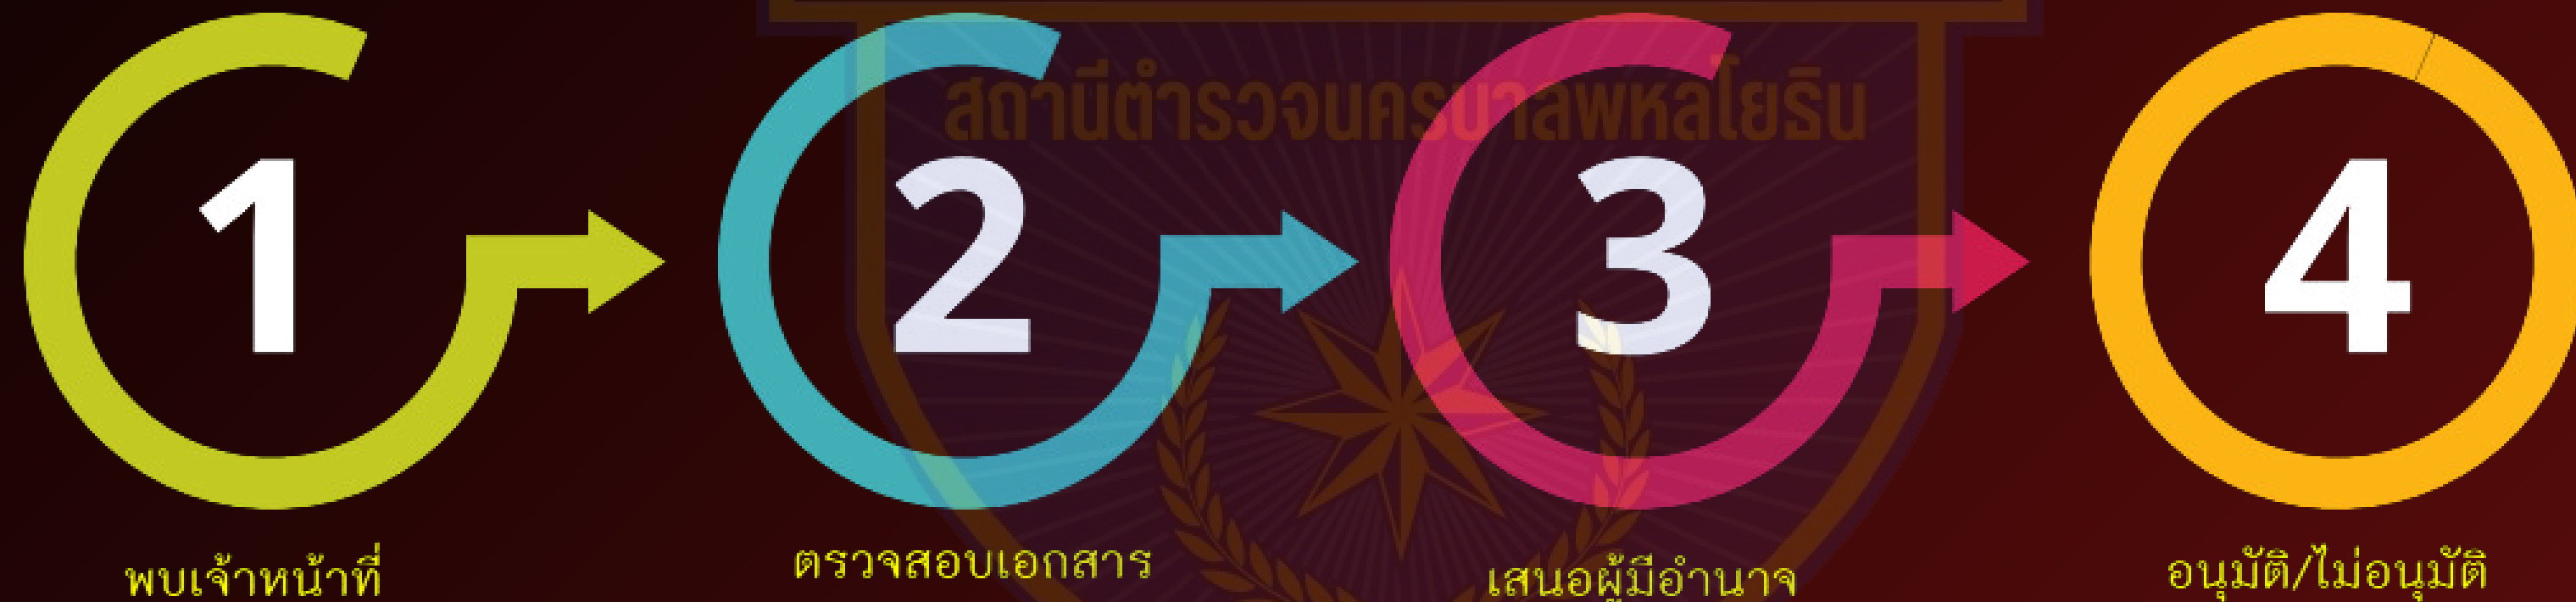 สถานีตำรวจนครบาลพหลโยธิน
1
2
3
4
พบเจ้าหน้าที่
ตรวจสอบเอกสาร
เสนอผู้มีอำนาจ
อนุมัติ/ไม่อนุมัติ